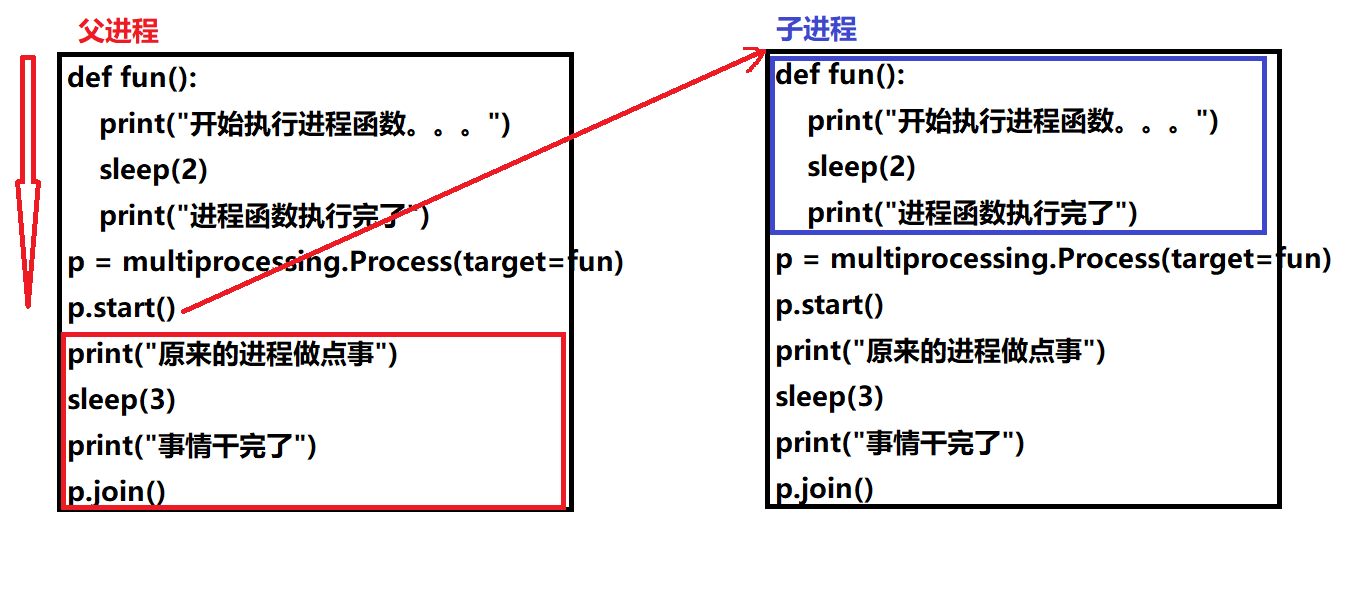 父进程
def fun():
print("开始执行进程函数。。。")
sleep(2)
print("进程函数执行完了")
p = multiprocessing.Process(target=fun)
p.start()
print("原来的进程做点事")
sleep(3)
print("事情干完了")
p.join()
子进程
def fun():
print("开始执行进程函数。。。")
sleep(2)
print("进程函数执行完了")
p = multiprocessing.Process(target=fun)
p.start()
print("原来的进程做点事")
sleep(3)
print("事情干完了")
p.join()